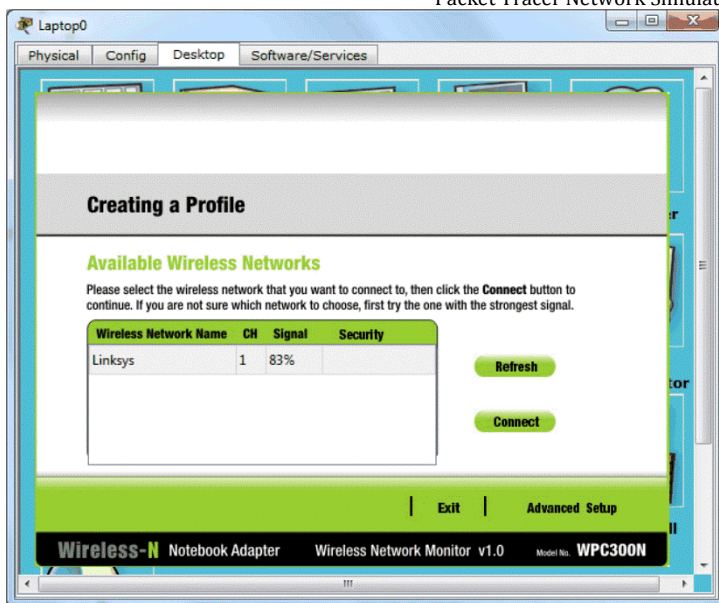 Packet Tracer Network Simulat
Laptop0
Physical Config Desktop Software/Services
Creating a Profile
Available Wireless Networks
Please select the wireless network that you want to connect to, then click the Connect button to
continue. If you are not sure which network to choose, first try the one with the strongest signal.
Wireless Network Name CH Signal Security
Linksys 1 83%
Refresh
Connect
Exit Advanced Setup
Wireless-N Notebook Adapter Wireless Network Monitor v1.0 Model No. WPC300N